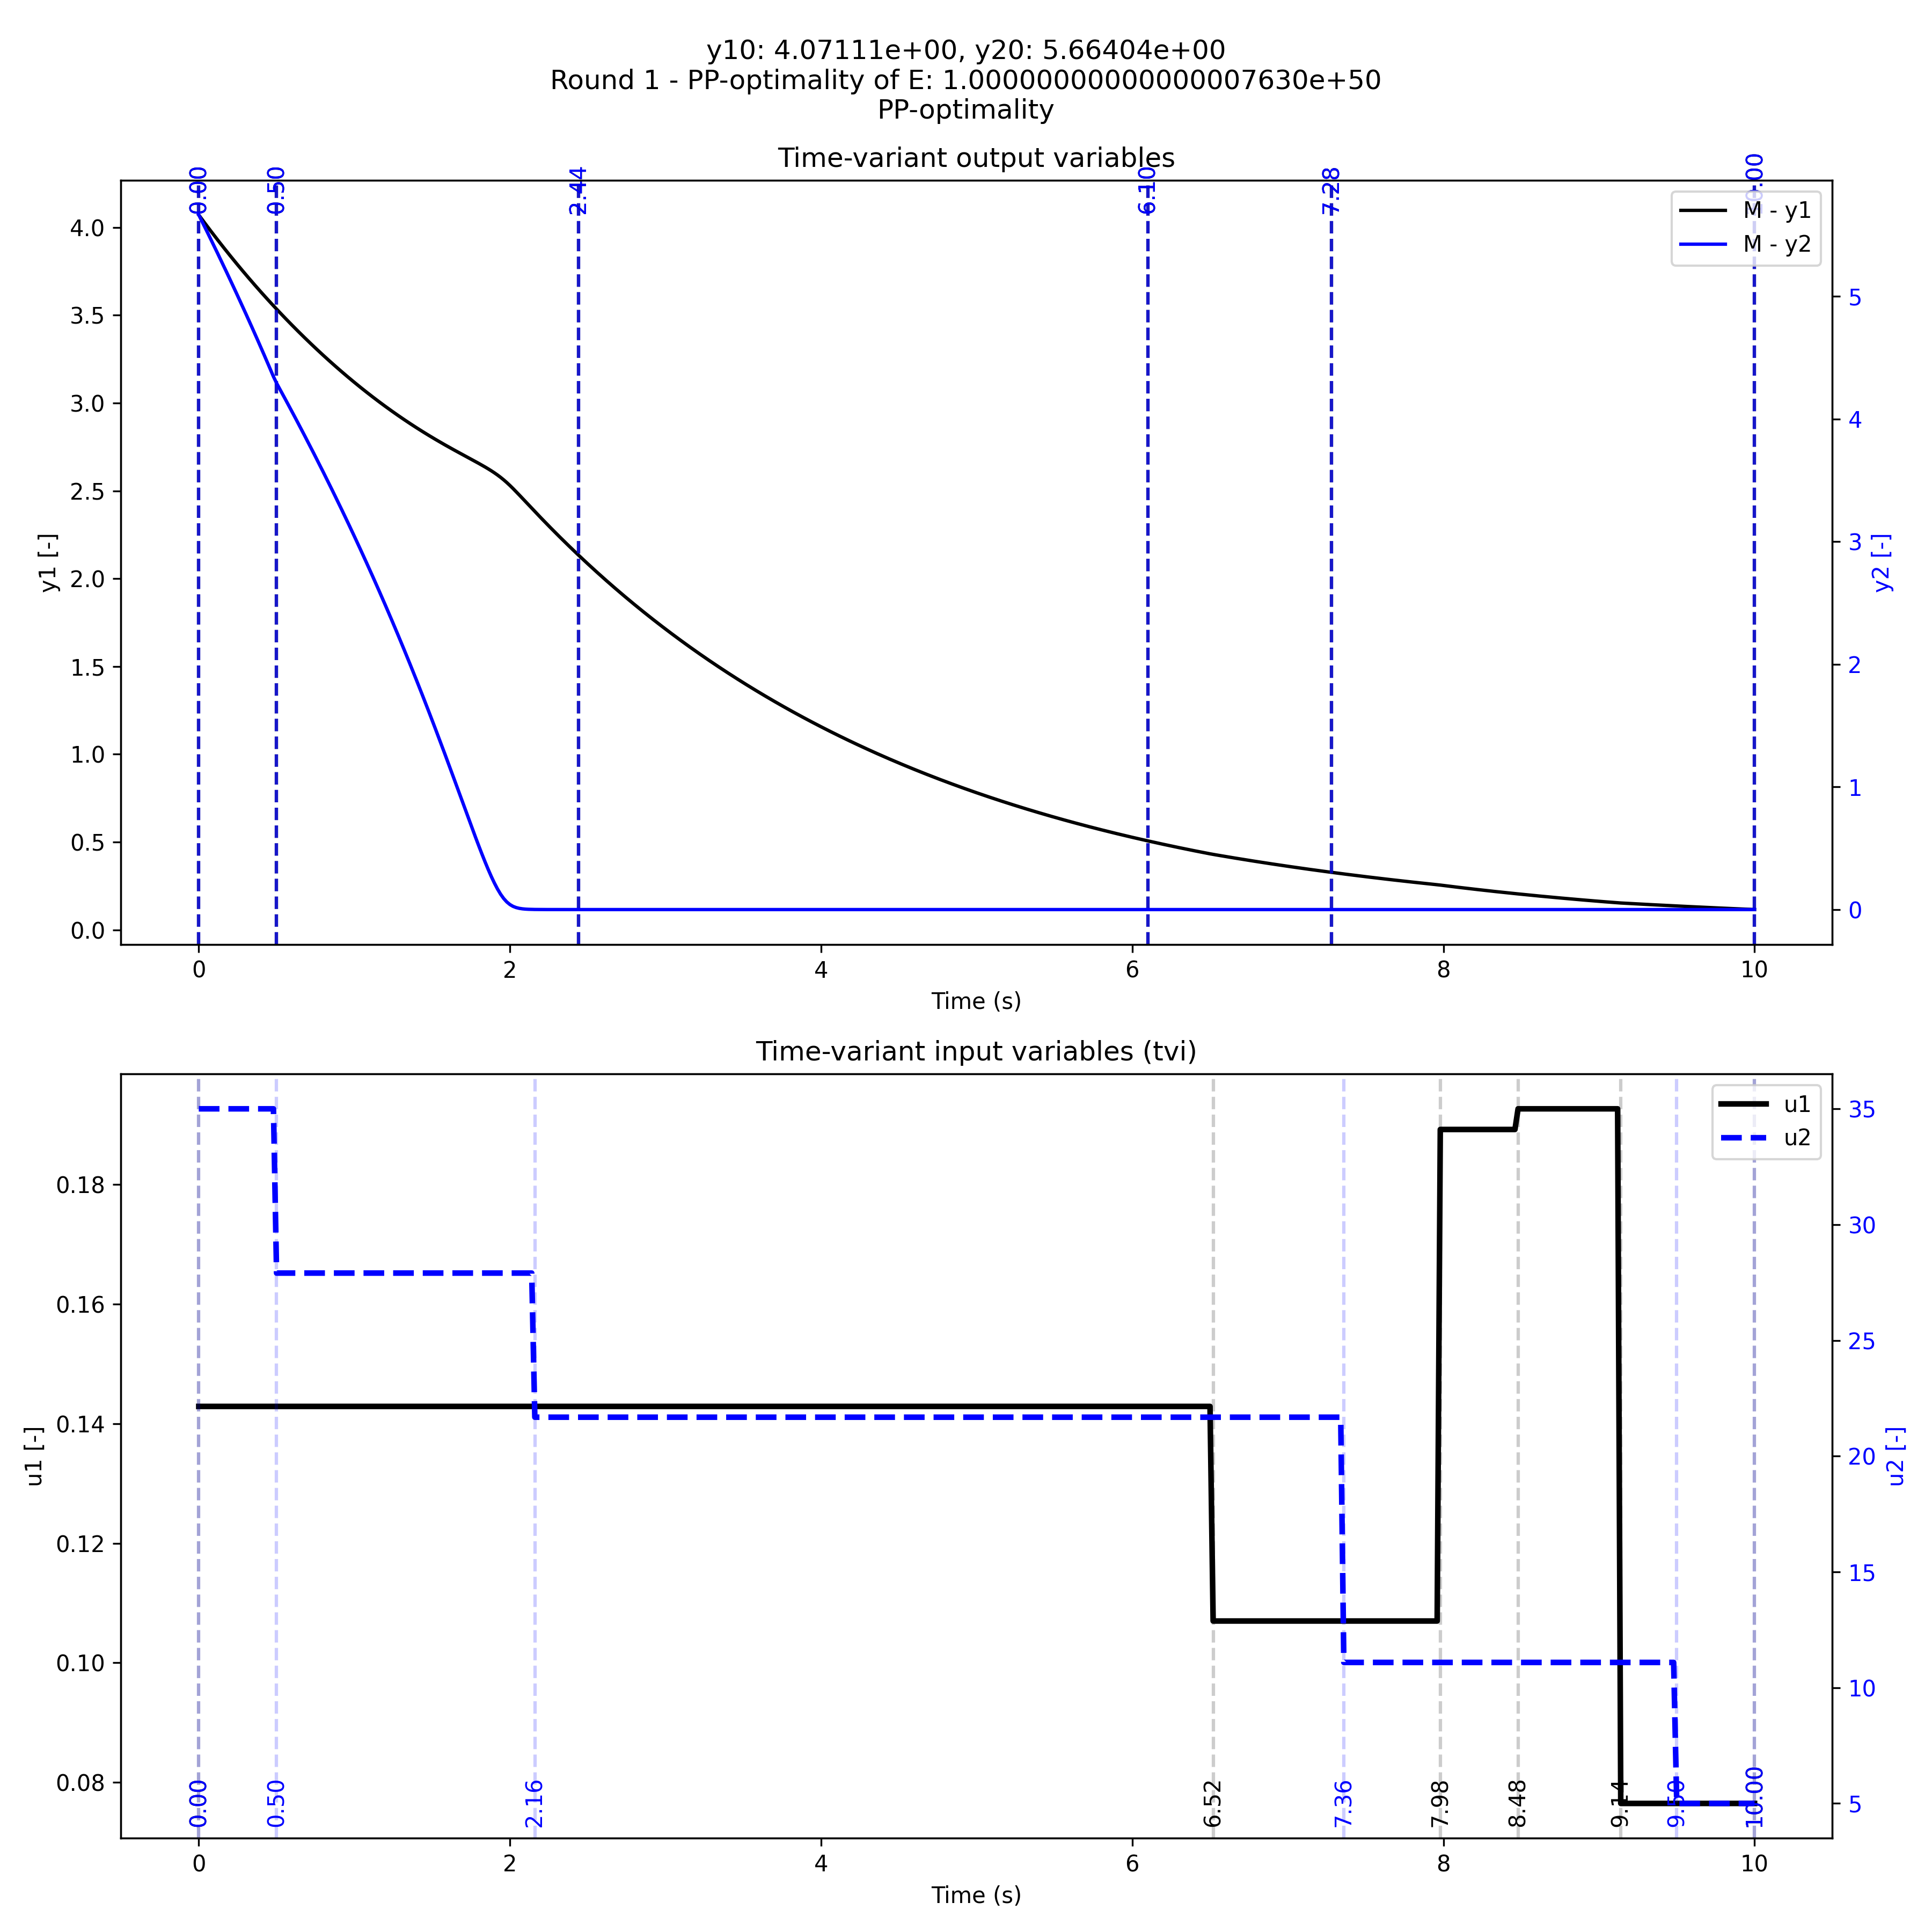 y10: 4.07111e+00, y20: 5.66404e+00
Round 1 - PP-optimality of E: 1.00000000000000007630e+50
PP-optimality
Time-variant output variables
0.00
0.50
2.44
6.10
7.28
M - y1
M - y2
4.0
3.5
3.0
2.5
2.0
1.5
1.0
0.5
0.0
y1 [-]
5
4
3
2
1
0
y2 [-]
0 2 4 6 8 10
Time (s)
Time-variant input variables (tvi)
u1
u2
0.18
0.16
0.14
0.12
0.10
0.08
u1 [-]
35
30
25
20
15
10
5
u2 [-]
0.00
0.50
2.16
6.52
7.36
7.98
8.48
9.14
9.50
10.00
0 2 4 6 8 10
Time (s)